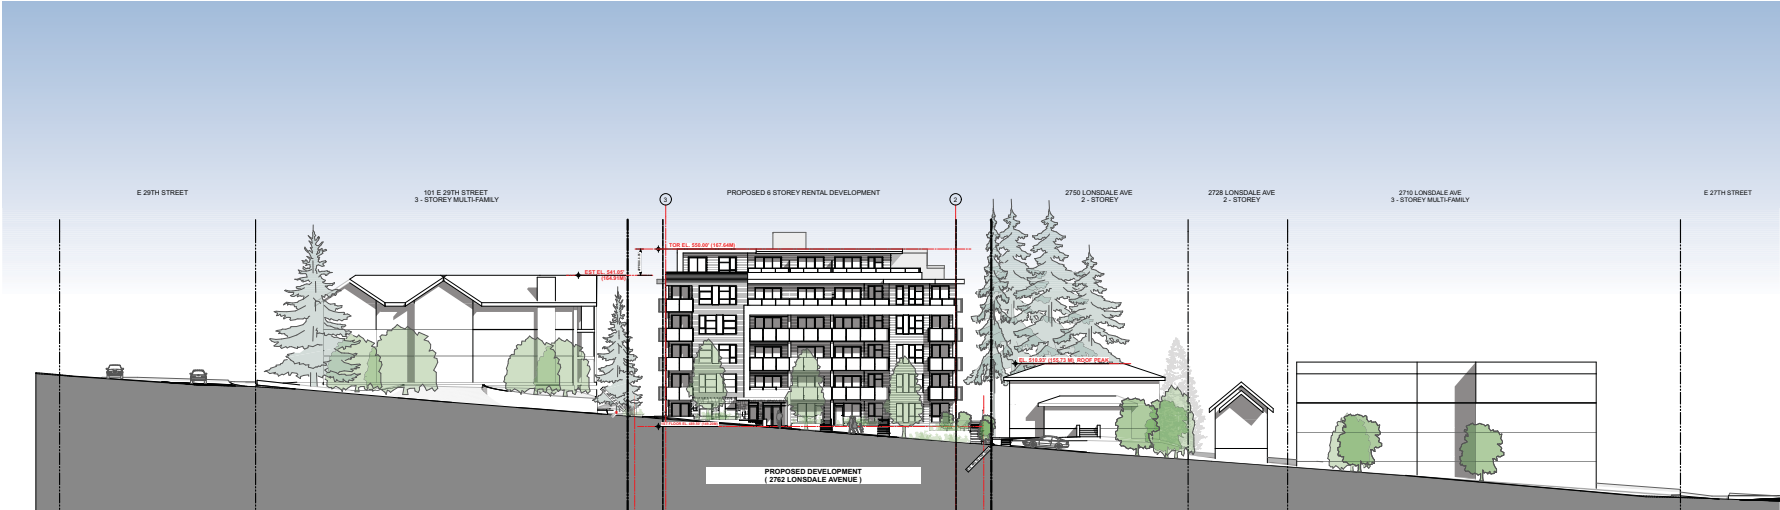 E 29TH STREET
101 E 29TH STREET
3 - STOREY MULTI-FAMILY
3
PROPOSED 6 STOREY RENTAL DEVELOPMENT
2
2750 LONSDALE AVE
2 - STOREY
2728 LONSDALE AVE
2 - STOREY
2710 LONSDALE AVE
3 - STOREY MULTI-FAMILY
E 27TH STREET
TOR EL. 550.00' (167.64M)
EST EL. 541.05'
(164.91M)
EL. 510.93' (155.73 M), ROOF PEAK
PROPOSED DEVELOPMENT
( 2762 LONSDALE AVENUE )